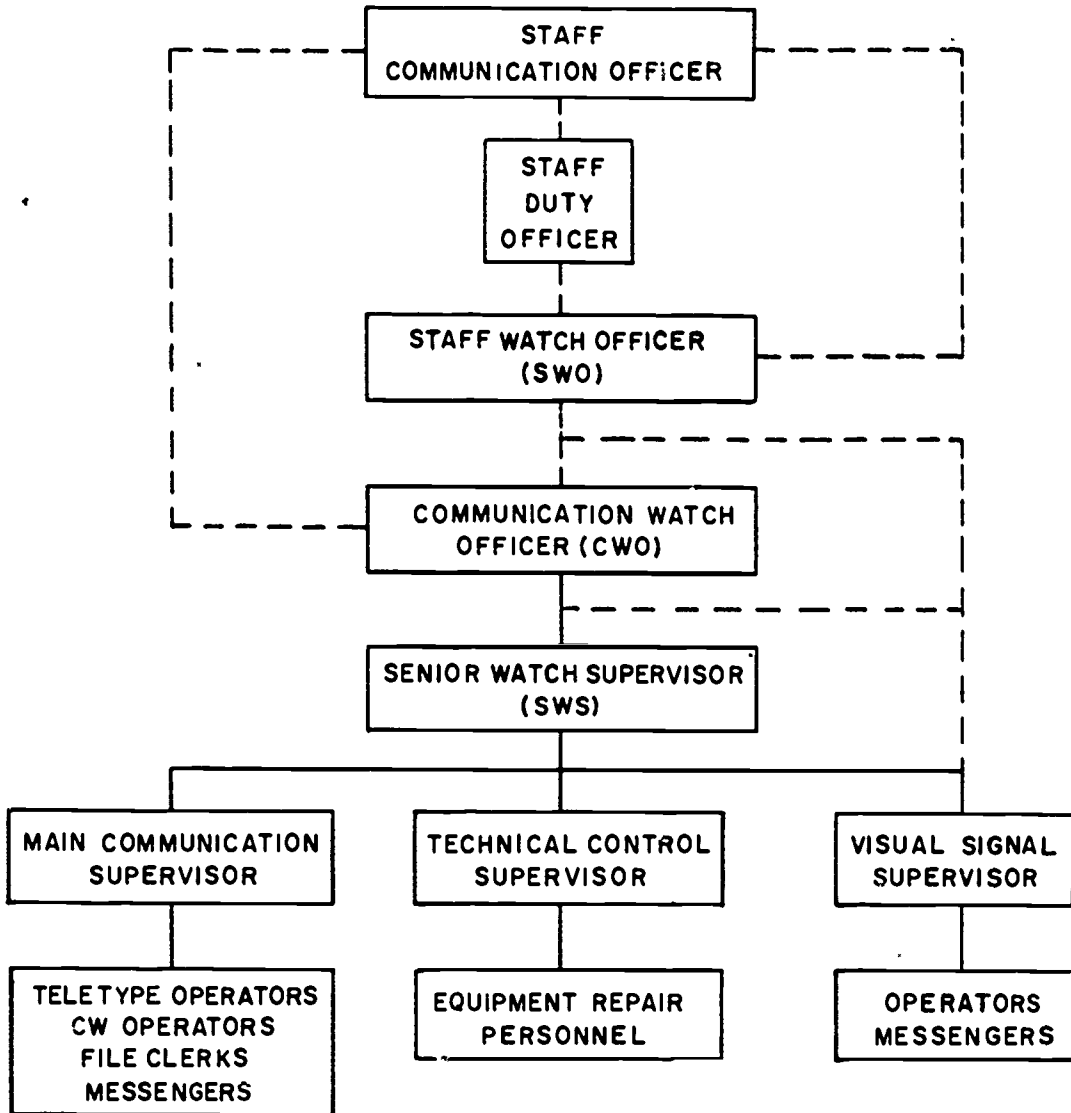 STAFF
COMMUNICATION OFFICER
STAFF
DUTY
OFFICER
STAFF WATCH OFFICER
(SWO)
COMMUNICATION WATCH
OFFICER (CWO)
SENIOR WATCH SUPERVISOR
(SWS)
MAIN COMMUNICATION
SUPERVISOR
TECHNICAL CONTROL
SUPERVISOR
VISUAL SIGNAL
SUPERVISOR
TELETYPE OPERATORS
CW OPERATORS
FILE CLERKS
MESSENGERS
EQUIPMENT REPAIR
PERSONNEL
OPERATORS
MESSENGERS